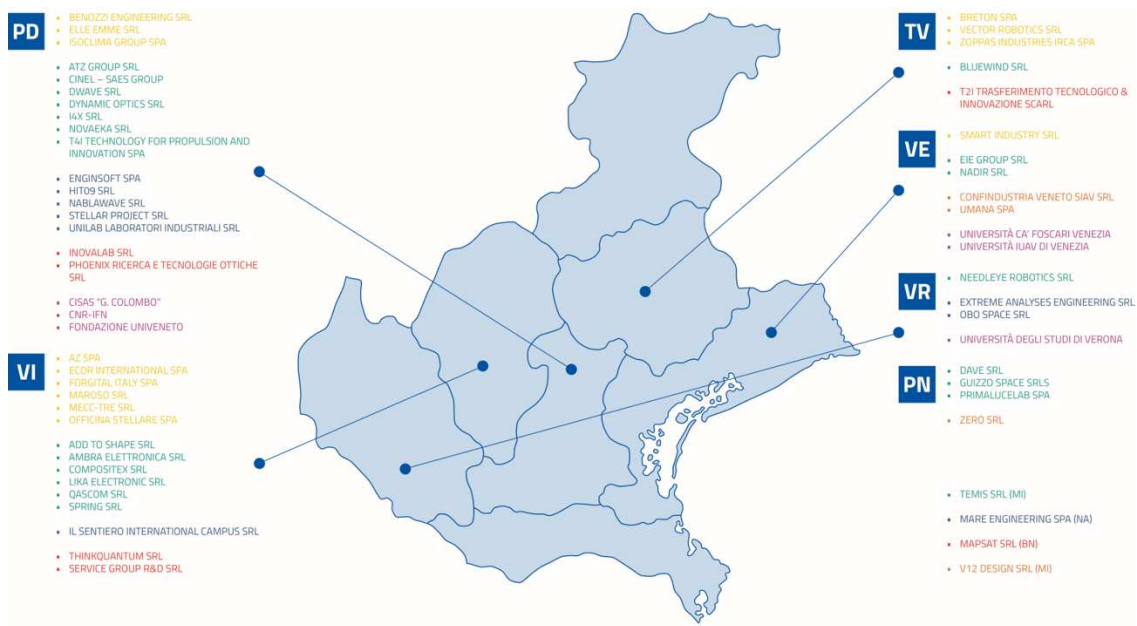 PD
BENOZZI ENGINEERING SRL
ELLE EMME SRL
ISOCLIMA GROUP SPA
ATZ GROUP SRL
CINEL – SAES GROUP
DWAVE SRL
DYNAMIC OPTICS SRL
I4X SRL
NOVAEKA SRL
T4I TECHNOLOGY FOR PROPULSION AND
INNOVATION SPA
ENGINSOFT SPA
HIT09 SRL
NABLAWAVE SRL
STELLAR PROJECT SRL
UNILAB LABORATORI INDUSTRIALI SRL
INOVALAB SRL
PHOENIX RICERCA E TECNOLOGIE OTTICHE
SRL
CISAS "G. COLOMBO"
CNR-IFN
FONDAZIONE UNIVENETO
VI
AZ SPA
ECOR INTERNATIONAL SPA
FORGITAL ITALY SPA
MAROSO SRL
MECC-TRE SRL
OFFICINA STELLARE SPA
ADD TO SHAPE SRL
AMBRA ELETTRONICA SRL
COMPOSITEX SRL
LIKA ELECTRONIC SRL
QASCOM SRL
SPRING SRL
IL SENTIERO INTERNATIONAL CAMPUS SRL
THINKQUANTUM SRL
SERVICE GROUP R&D SRL
TV
BRETON SPA
VECTOR ROBOTICS SRL
ZOPPAS INDUSTRIES IRCA SPA
BLUEWIND SRL
T2I TRASFERIMENTO TECNOLOGICO &
INNOVAZIONE SCARL
VE
SMART INDUSTRY SRL
EIE GROUP SRL
NADIR SRL
CONFINDUSTRIA VENETO SIAV SRL
UMANA SPA
UNIVERSITÀ CA' FOSCARI VENEZIA
UNIVERSITÀ IUAV DI VENEZIA
VR
NEEDLEYE ROBOTICS SRL
EXTREME ANALYSES ENGINEERING SRL
OBO SPACE SRL
UNIVERSITÀ DEGLI STUDI DI VERONA
PN
DAVE SRL
GUIZZO SPACE SRLS
PRIMALUCELAB SPA
ZERO SRL
TEMIS SRL (MI)
MARE ENGINEERING SPA (NA)
MAPSAT SRL (BN)
V12 DESIGN SRL (MI)